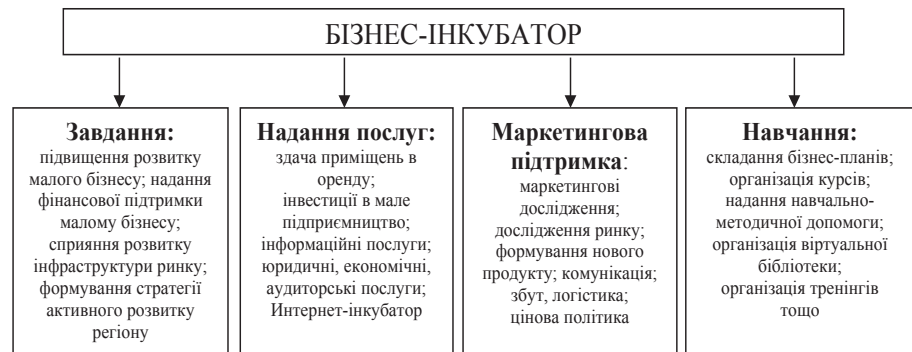 БІЗНЕС-ІНКУБАТОР
Завдання:
підвищення розвитку
малого бізнесу; надання
фінансової підтримки
малому бізнесу;
сприяння розвитку
інфраструктури ринку;
формування стратегії
активного розвитку
регіону
Надання послуг:
здача приміщень в
оренду;
інвестиції в мале
підприємництво;
інформаційні послуги;
юридичні, економічні,
аудиторські послуги;
Интернет-інкубатор
Маркетингова
підтримка:
маркетингові
дослідження;
дослідження ринку;
формування нового
продукту; комунікація;
збут, логістика;
цінова політика
Навчання:
складання бізнес-планів;
організація курсів;
надання навчально-
методичної допомоги;
організація віртуальної
бібліотеки;
організація тренінгів
тощо